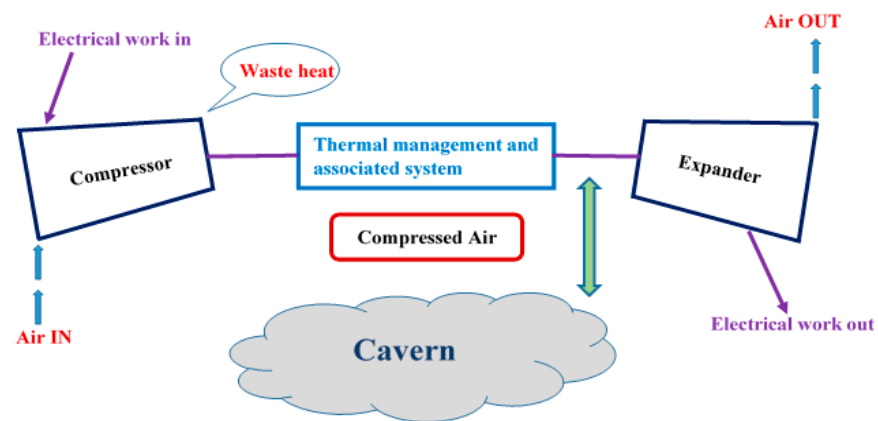 Air OUT
Electrical work in
Waste heat
Thermal management and
associated system
Compressor
Expander
Compressed Air
Air IN
Electrical work out
Cavern